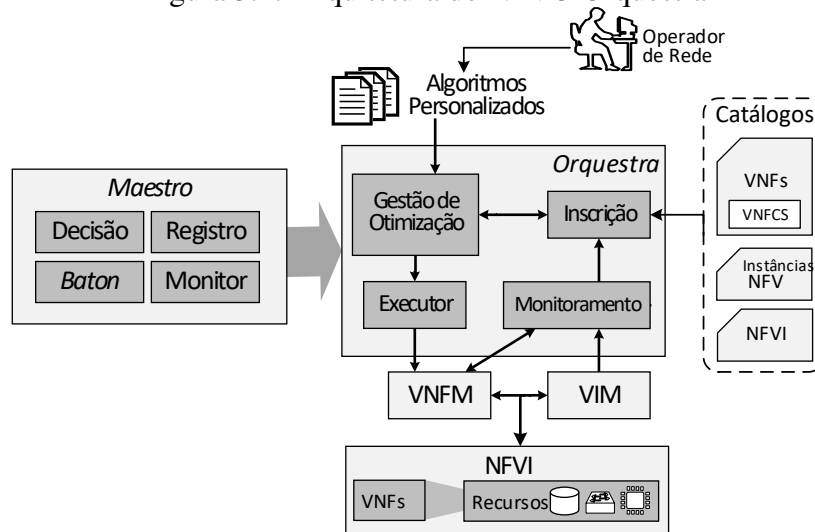 Operador
de Rede
Algoritmos
Personalizados
Catálogos
VNFs
VNFCS
Instâncias
NFV
NFVI
Orquestra
Gestão de
Otimização
Inscrição
Executor
Monitoramento
Maestro
Decisão
Registro
Baton
Monitor
VNFM
VIM
NFVI
VNFs
Recursos